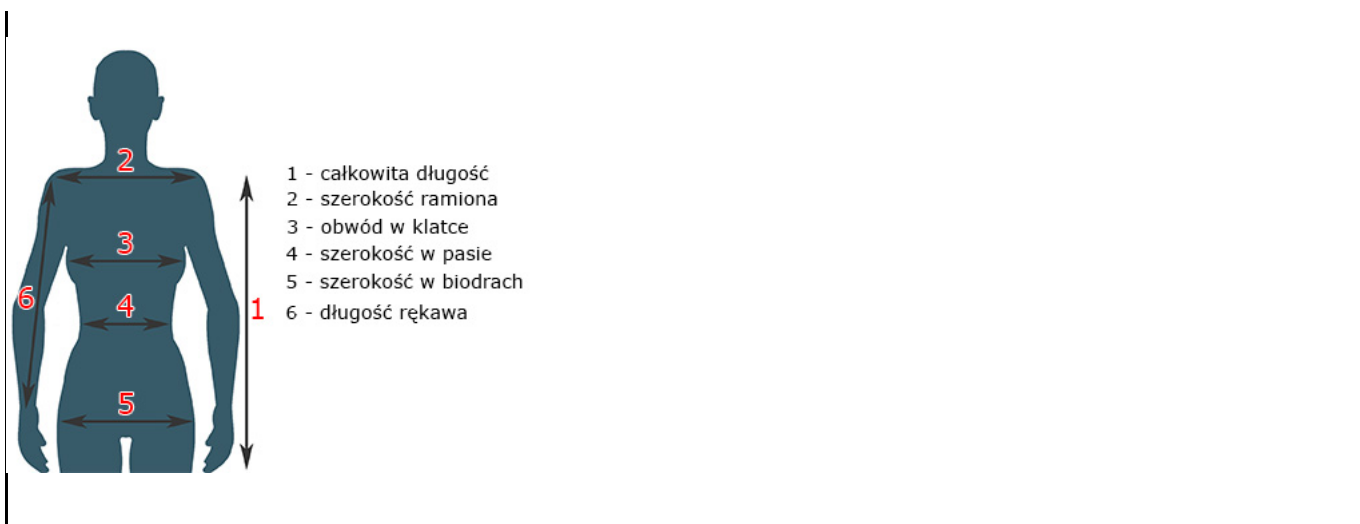 2
3
6
4
1
5
1 - całkowita długość
2 - szerokość ramiona
3 - obwód w klatce
4 - szerokość w pasie
5 - szerokość w biodrach
6 - długość rękawa